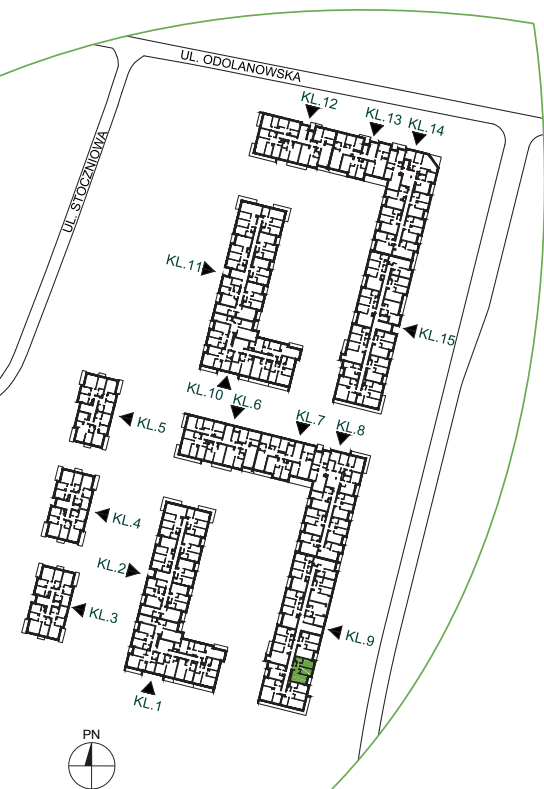 UL. ODOLANOWSKA
UL. STOCZNIOWA
KL.12
KL.13
KL.14
KL.11
KL.15
KL.10
KL.6
KL.7
KL.8
KL.5
KL.4
KL.2
KL.3
KL.9
KL.1
PN